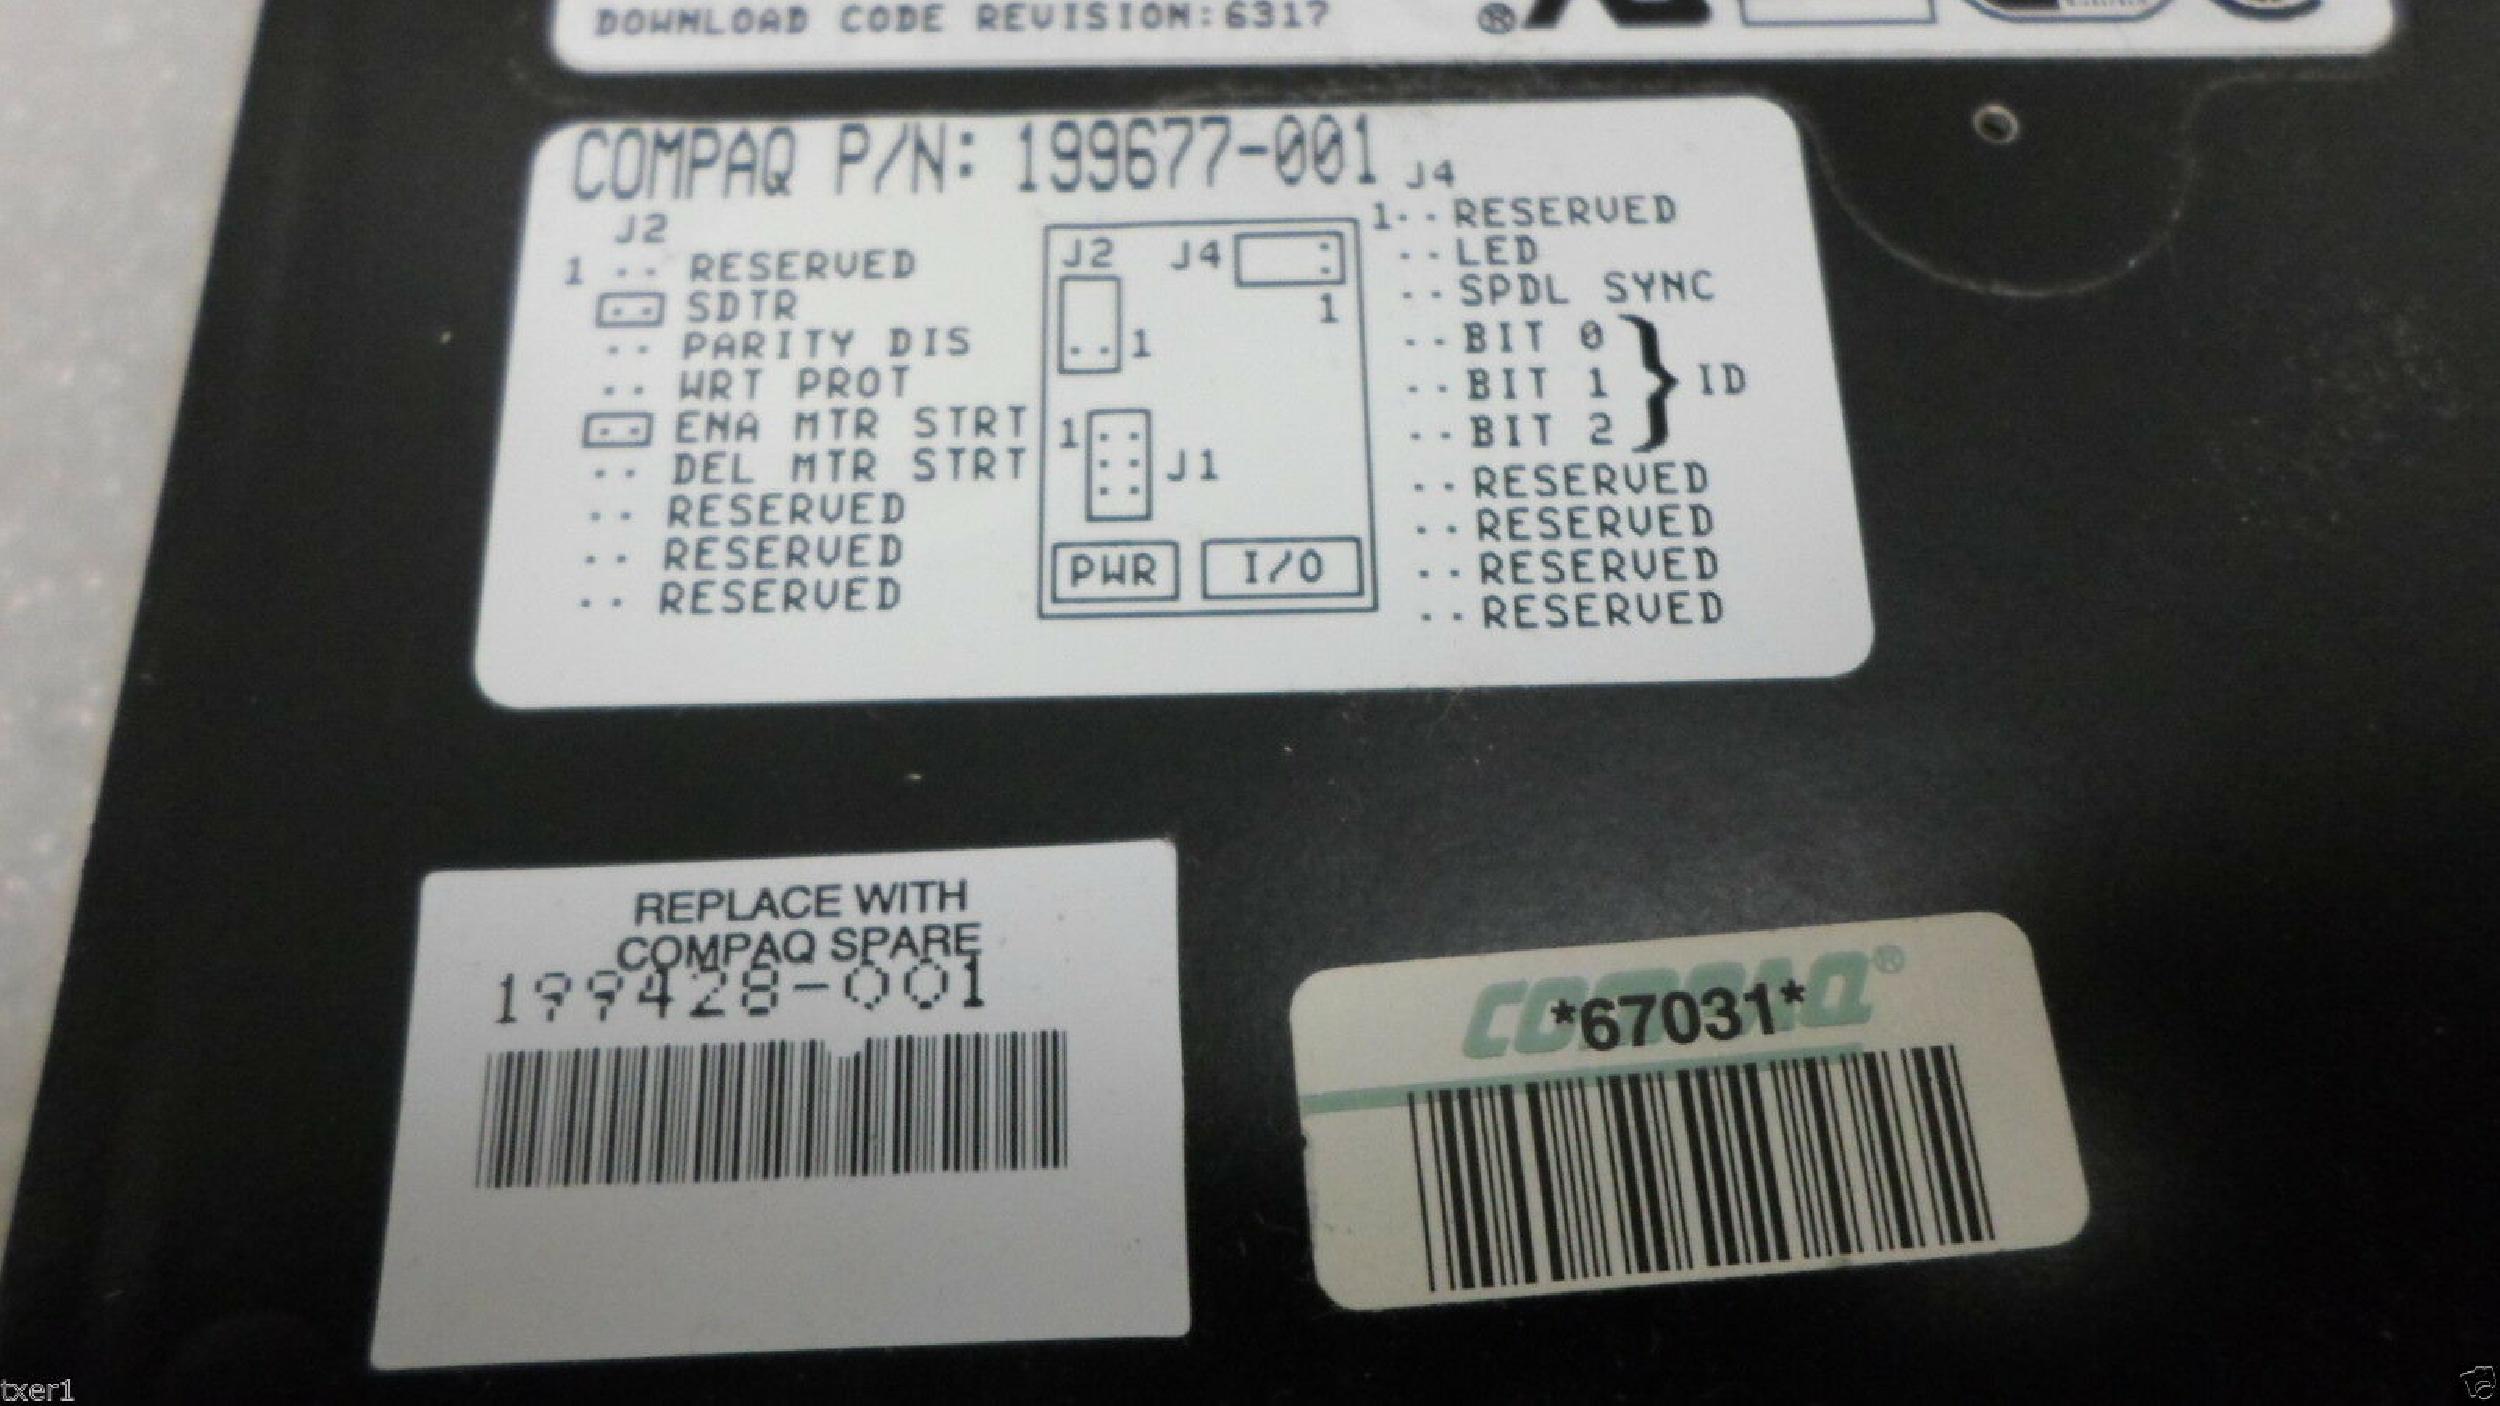 DOWNLOAD CODE REVISION:6317
®
COMPAQ P/N: 199677-001
J2
1 ·· RESERVED
·· SDTR
·· PARITY DIS
·· WRT PROT
·· ENA MTR STRT
·· DEL MTR STRT
·· RESERVED
·· RESERVED
·· RESERVED
J2
1
J4
1
1
J1
PWR
I/O
J4
1·· RESERVED
·· LED
·· SPDL SYNC
·· BIT 0
·· BIT 1 } ID
·· BIT 2
·· RESERVED
·· RESERVED
·· RESERVED
·· RESERVED
REPLACE WITH
COMPAQ SPARE
199428-001
COMPAQ®
*67031*
txer1